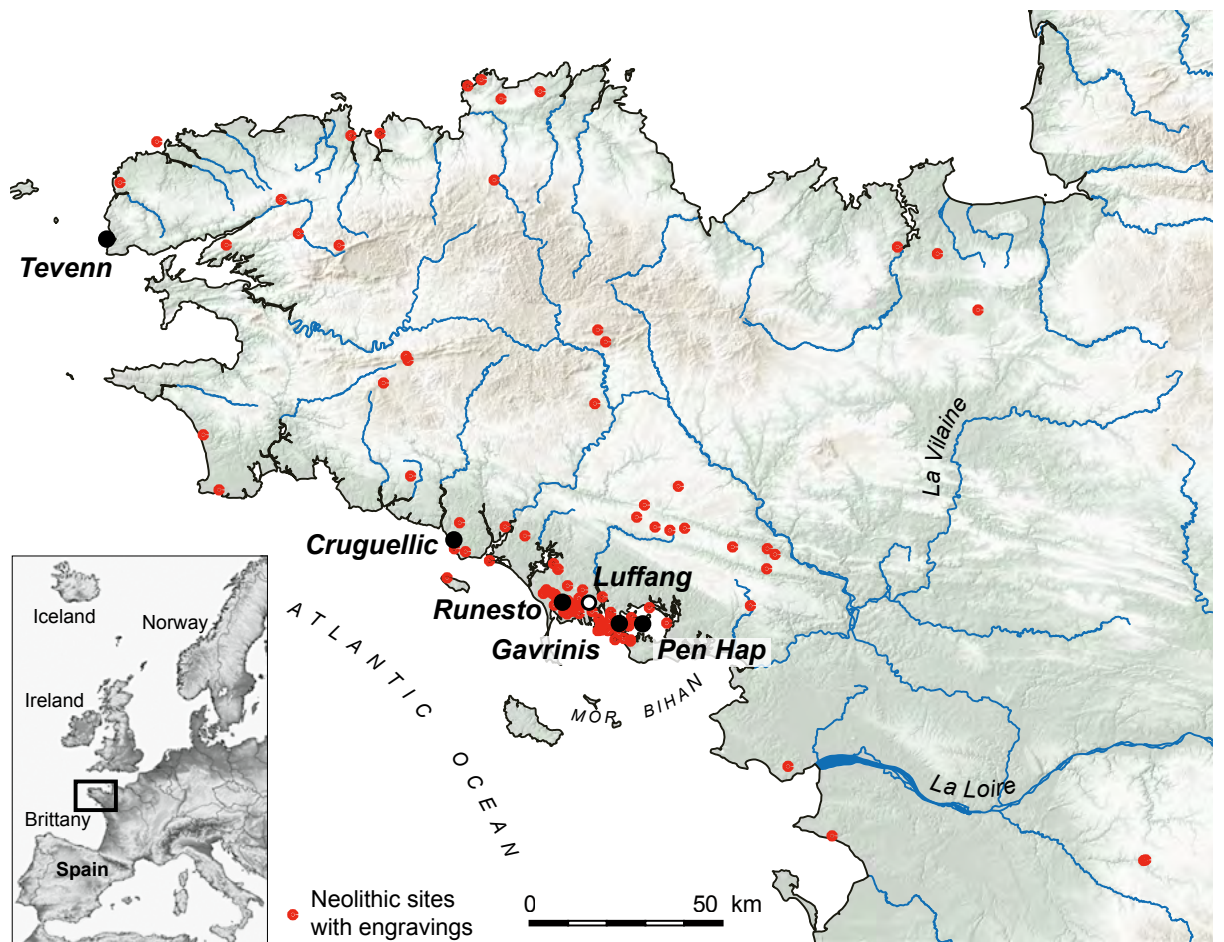 Tevenn
La Vilaine
Cruguellic
Luffang
Runesto
Gavrinis
Pen Hap
MOR BIHAN
ATLANTIC OCEAN
La Loire
Iceland
Norway
Ireland
Brittany
Spain
Neolithic sites
with engravings
0 50 km